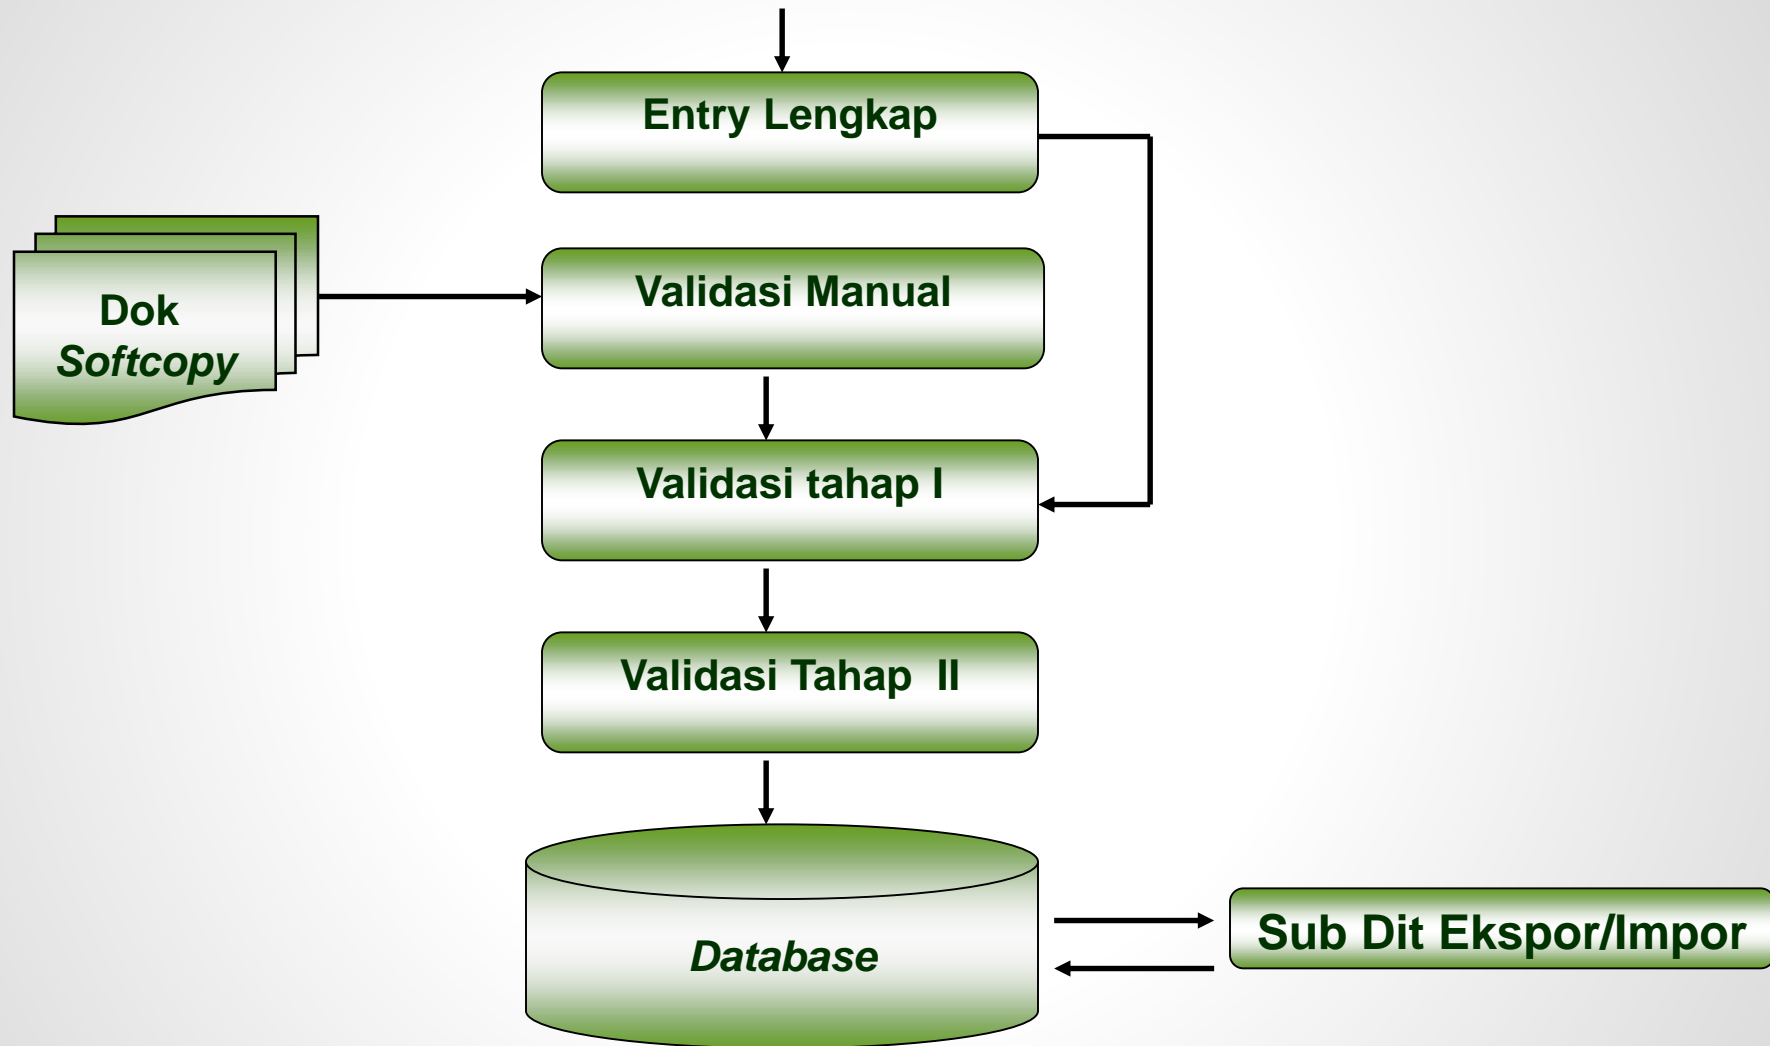 Entry Lengkap
Dok
Softcopy
Validasi Manual
Validasi tahap I
Validasi Tahap  II
Database
Sub Dit Ekspor/Impor